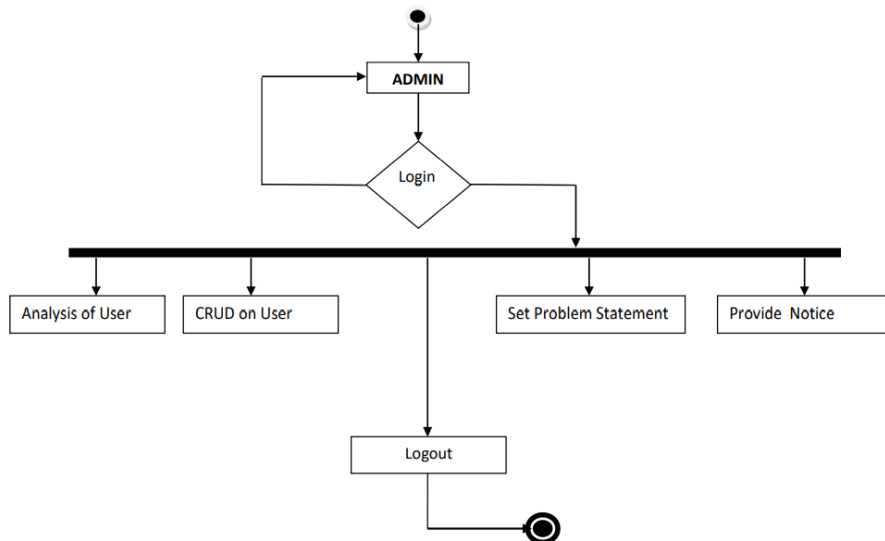 ADMIN
Login
Analysis of User
CRUD on User
Set Problem Statement
Provide Notice
Logout